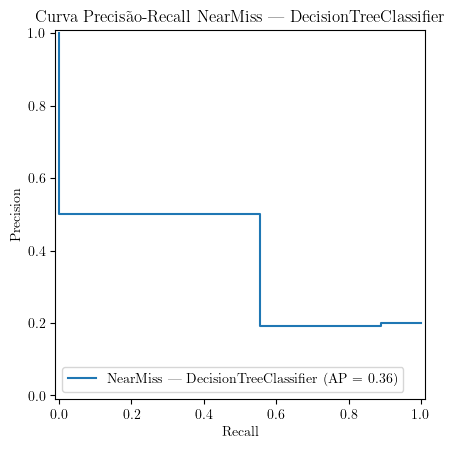 Curva Precisão-Recall NearMiss — DecisionTreeClassifier
1.0
0.8
0.6
0.4
0.2
0.0
Precision
NearMiss — DecisionTreeClassifier (AP = 0.36)
0.0 0.2 0.4 0.6 0.8 1.0
Recall